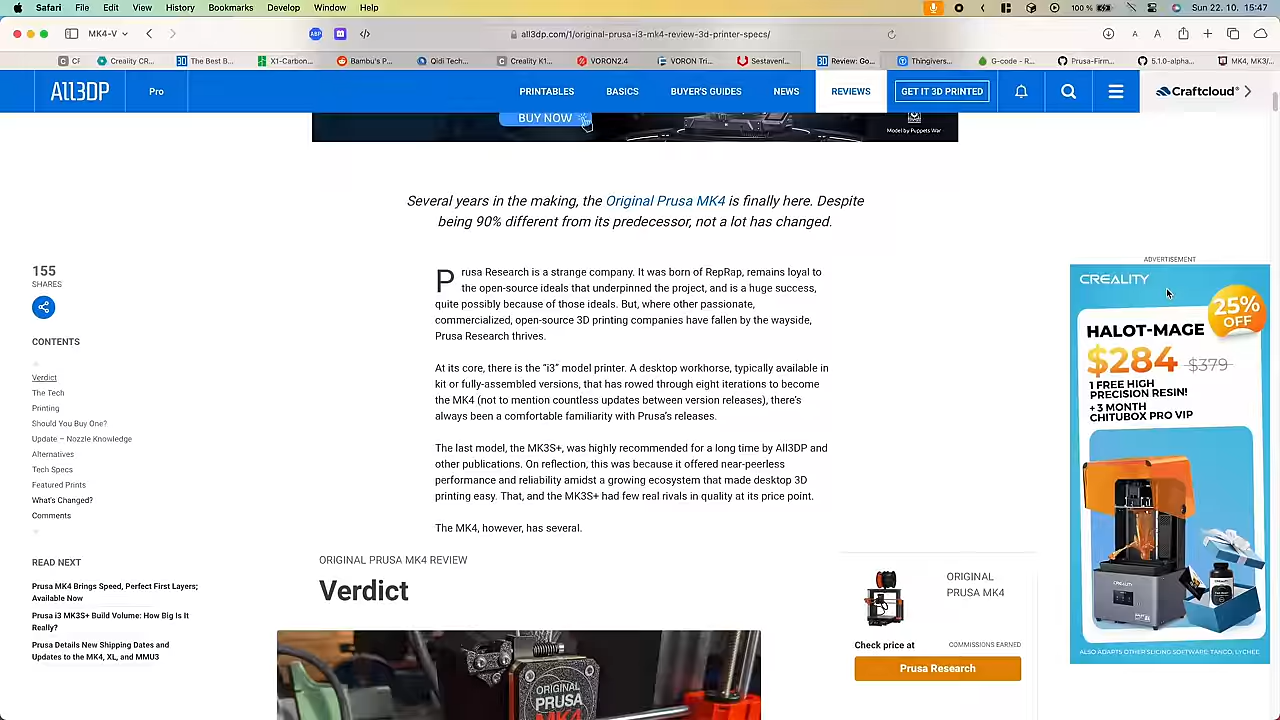 Safari File Edit View History Bookmarks Develop Window Help
100 % Sun 22. 10. 15:47
MK4-V ABP all3dp.com/1/original-prusa-i3-mk4-review-3d-printer-specs/ A A
CF Creality CR... 3D The Best B... X1-Carbon... Bambu's P... Qidi Tech... Creality K1... VORON2.4 VORON Tri... Sestavení... 3D Review: Go... Thingivers... G-code - R... Prusa-Firm... 5.1.0-alpha... MK4, MK3/...
All3DP Pro PRINTABLES BASICS BUYER'S GUIDES NEWS REVIEWS GET IT 3D PRINTED Craftcloud®
BUY NOW
Model by Puppets War
Several years in the making, the Original Prusa MK4 is finally here. Despite
being 90% different from its predecessor, not a lot has changed.
155
SHARES
CONTENTS
Verdict
The Tech
Printing
Should You Buy One?
Update – Nozzle Knowledge
Alternatives
Tech Specs
Featured Prints
What's Changed?
Comments
READ NEXT
Prusa MK4 Brings Speed, Perfect First Layers;
Available Now
Prusa i3 MK3S+ Build Volume: How Big Is It
Really?
Prusa Details New Shipping Dates and
Updates to the MK4, XL, and MMU3
Prusa Research is a strange company. It was born of RepRap, remains loyal to
the open-source ideals that underpinned the project, and is a huge success,
quite possibly because of those ideals. But, where other passionate,
commercialized, open-source 3D printing companies have fallen by the wayside,
Prusa Research thrives.
At its core, there is the “i3” model printer. A desktop workhorse, typically available in
kit or fully-assembled versions, that has rowed through eight iterations to become
the MK4 (not to mention countless updates between version releases), there’s
always been a comfortable familiarity with Prusa’s releases.
The last model, the MK3S+, was highly recommended for a long time by All3DP and
other publications. On reflection, this was because it offered near-peerless
performance and reliability amidst a growing ecosystem that made desktop 3D
printing easy. That, and the MK3S+ had few real rivals in quality at its price point.
The MK4, however, has several.
ORIGINAL PRUSA MK4 REVIEW
Verdict
ORIGINAL
PRUSA
MK4
ORIGINAL
PRUSA MK4
Check price at COMMISSIONS EARNED
Prusa Research
ADVERTISEMENT
CREALITY
25%
OFF
HALOT-MAGE
$284 $379
1 FREE HIGH
PRECISION RESIN!
+ 3 MONTH
CHITUBOX PRO VIP
CREALITY
ALSO ADAPTS OTHER SLICING SOFTWARE: TANGO, LYCHEE